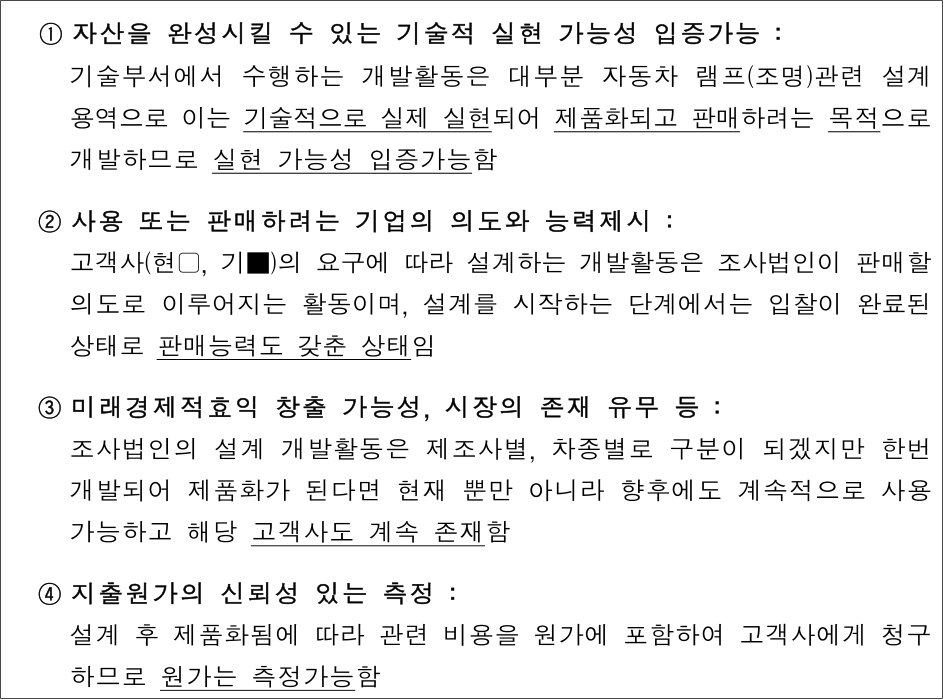 ① 자산을 완성시킬 수 있는 기술적 실현 가능성 입증가능 :
기술부서에서 수행하는 개발활동은 대부분 자동차 램프(조명)관련 설계
용역으로 이는 기술적으로 실제 실현되어 제품화되고 판매하려는 목적으로
개발하므로 실현 가능성 입증가능함
② 사용 또는 판매하려는 기업의 의도와 능력제시 :
고객사(현▢, 기■)의 요구에 따라 설계하는 개발활동은 조사법인이 판매할
의도로 이루어지는 활동이며, 설계를 시작하는 단계에서는 입찰이 완료된
상태로 판매능력도 갖춘 상태임
③ 미래경제적효익 창출 가능성, 시장의 존재 유무 등 :
조사법인의 설계 개발활동은 제조사별, 차종별로 구분이 되겠지만 한번
개발되어 제품화가 된다면 현재 뿐만 아니라 향후에도 계속적으로 사용
가능하고 해당 고객사도 계속 존재함
④ 지출원가의 신뢰성 있는 측정 :
설계 후 제품화됨에 따라 관련 비용을 원가에 포함하여 고객사에게 청구
하므로 원가는 측정가능함